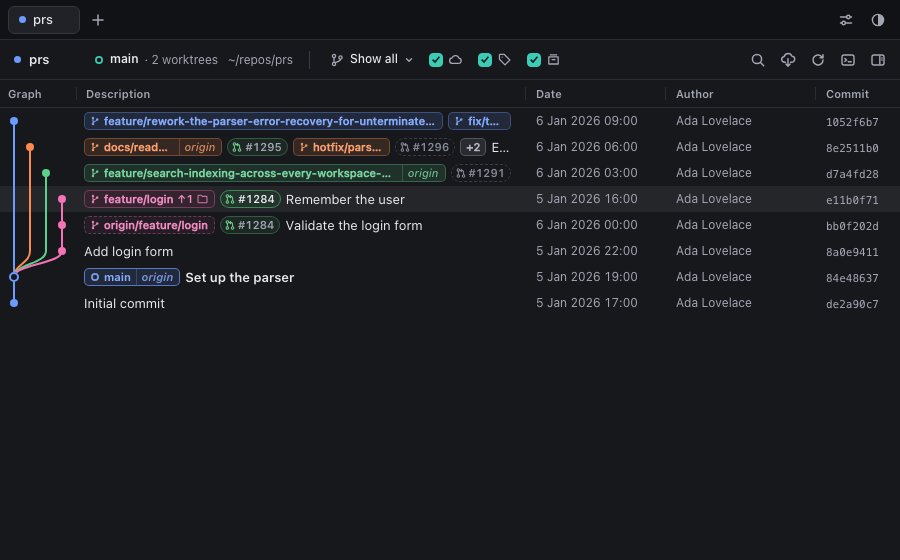 prs
prs main · 2 worktrees ~/repos/prs Show all
Graph Description Date Author Commit
feature/rework-the-parser-error-recovery-for-unterminate... fix/t... 6 Jan 2026 09:00 Ada Lovelace 1052f6b7
docs/read... origin #1295 hotfix/pars... #1296 +2 E... 6 Jan 2026 06:00 Ada Lovelace 8e2511b0
feature/search-indexing-across-every-workspace-... origin #1291 6 Jan 2026 03:00 Ada Lovelace d7a4fd28
feature/login ↑1 #1284 Remember the user 5 Jan 2026 16:00 Ada Lovelace e11b0f71
origin/feature/login #1284 Validate the login form 6 Jan 2026 00:00 Ada Lovelace bb0f202d
Add login form 5 Jan 2026 22:00 Ada Lovelace 8a0e9411
main origin Set up the parser 5 Jan 2026 19:00 Ada Lovelace 84e48637
Initial commit 5 Jan 2026 17:00 Ada Lovelace de2a90c7